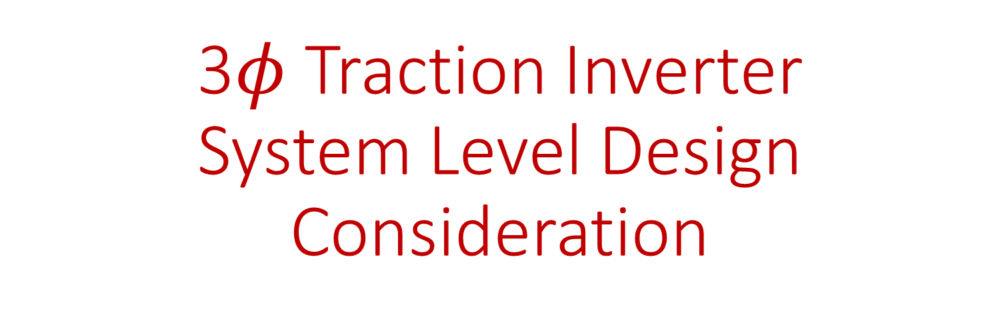 3𝜙 Traction Inverter
System Level Design
Consideration